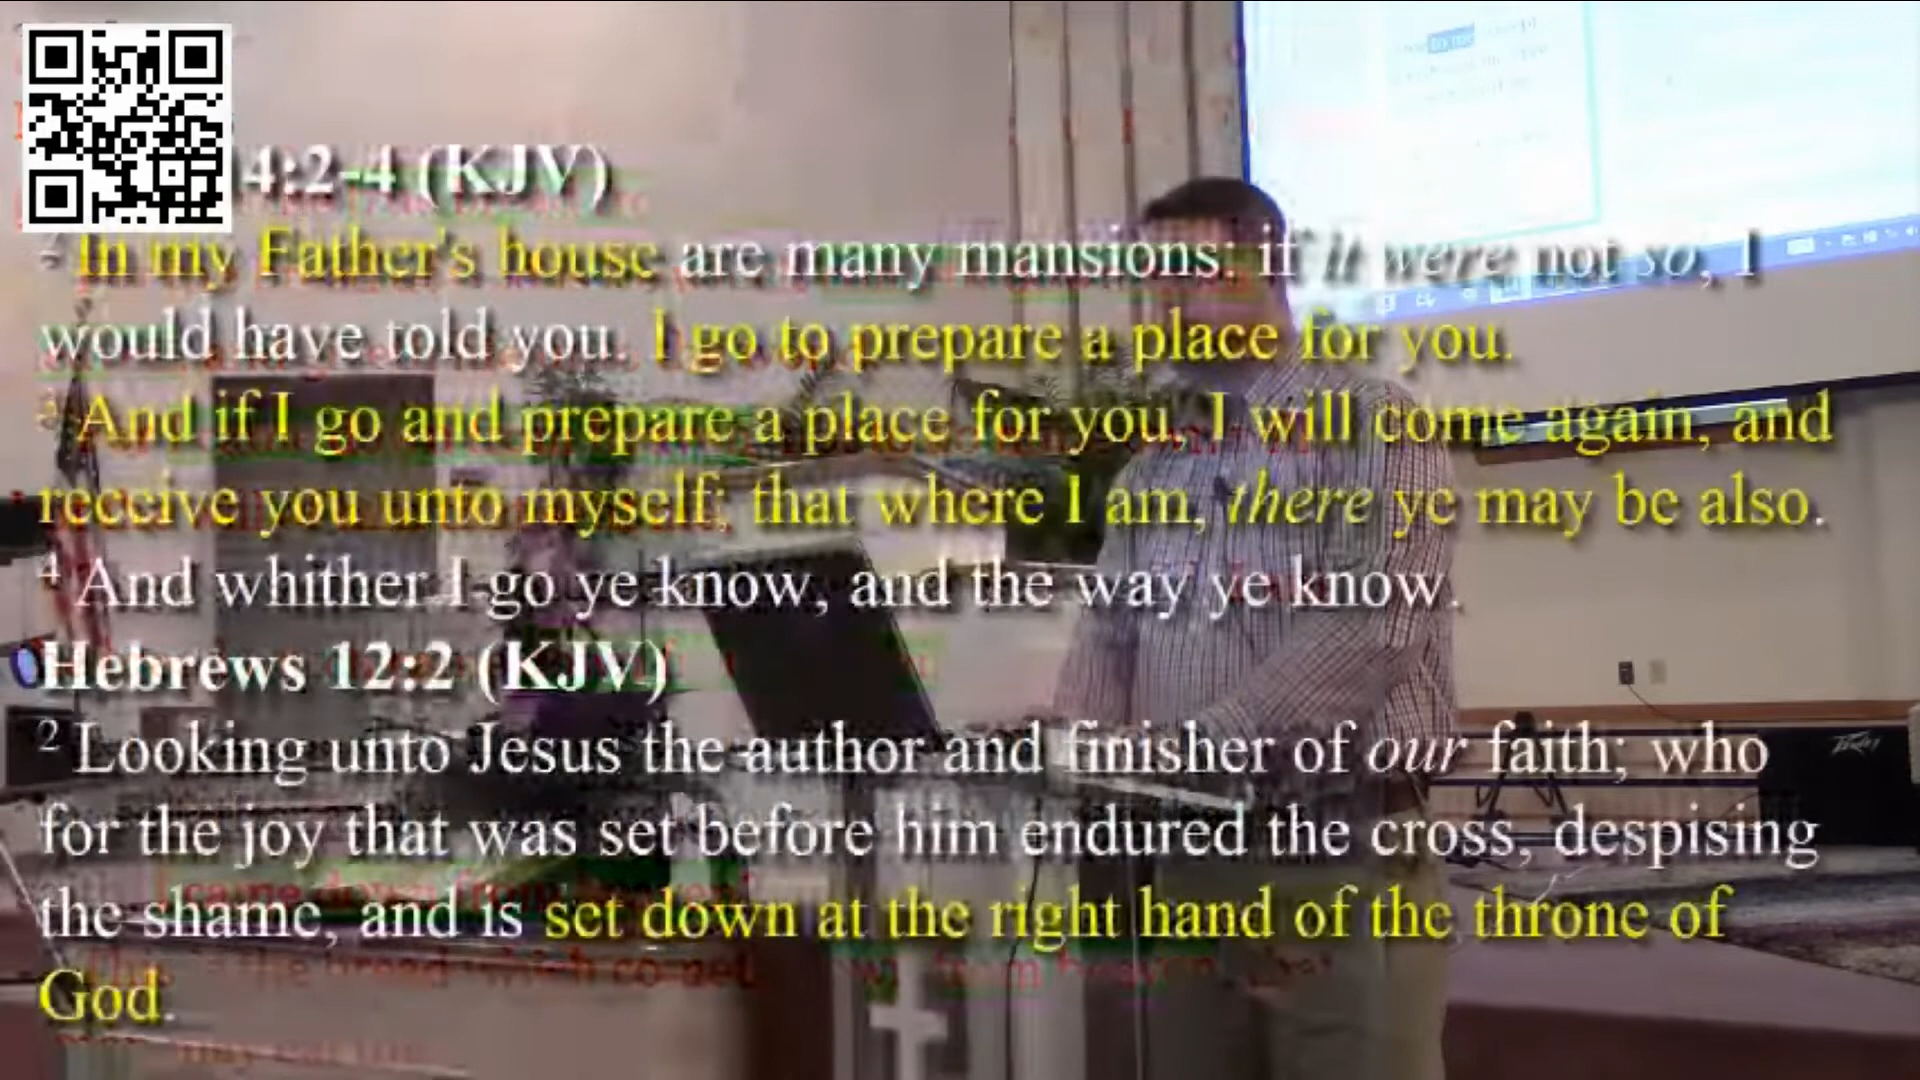 4:2-4 (KJV)
2 In my Father's house are many mansions: if it were not so, I
would have told you. I go to prepare a place for you.
3 And if I go and prepare a place for you, I will come again, and
receive you unto myself; that where I am, there ye may be also.
4 And whither I go ye know, and the way ye know.
Hebrews 12:2 (KJV)
2 Looking unto Jesus the author and finisher of our faith; who
for the joy that was set before him endured the cross, despising
the shame, and is set down at the right hand of the throne of
God.
I came down from heaven
PEAVEY